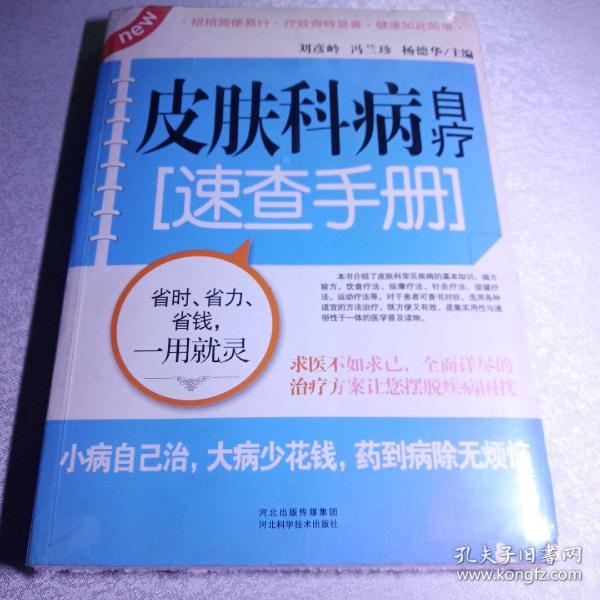 new
·招招简便易行·疗效奇特显著·健康如此简单·
刘彦岭 冯兰珍 杨德华/主编
皮肤科病自疗
[速查手册]
本书介绍了皮肤科常见疾病的基本知识、偏方
验方、饮食疗法、按摩疗法、针灸疗法、拔罐疗
法、运动疗法等，对于患者可查书对症，选用各种
适宜的方法治疗，既方便又有效，是集实用性与通
俗性于一体的医学普及读物。
省时、省力、
省钱，
一用就灵
求医不如求己，全面详尽的
治疗方案让您摆脱疾病困扰
小病自己治，大病少花钱，药到病除无烦恼
河北出版传媒集团
河北科学技术出版社
孔夫子旧书网
www.kongfz.com